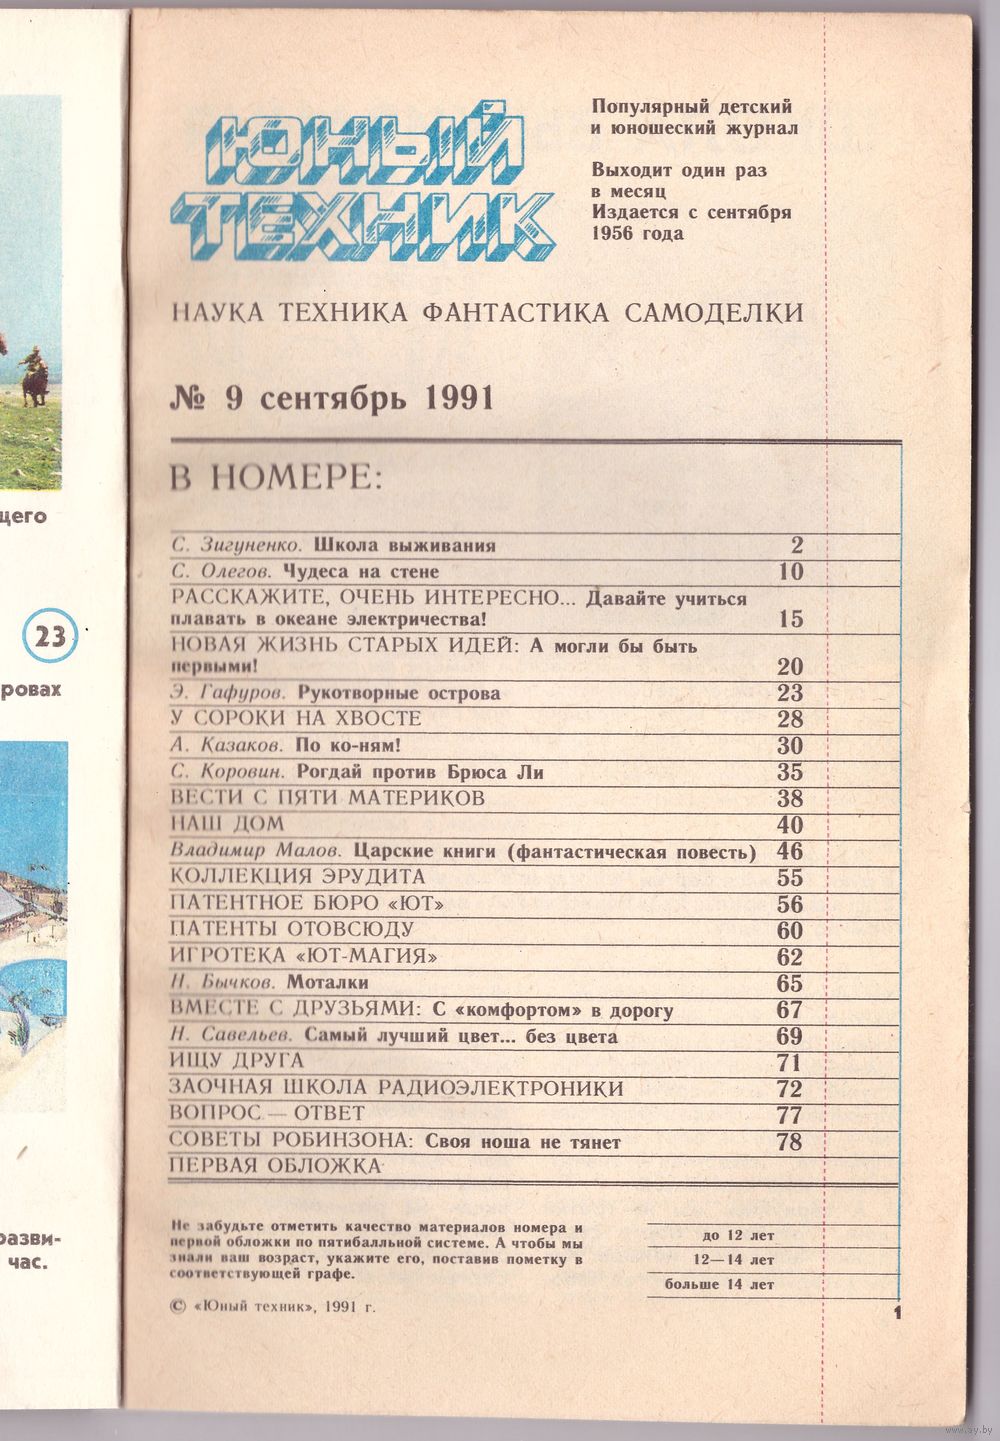 щего
23
ровах
разви-
час.
ЮНЫЙ
ТЕХНИК
Популярный детский
и юношеский журнал
Выходит один раз
в месяц
Издается с сентября
1956 года
НАУКА ТЕХНИКА ФАНТАСТИКА САМОДЕЛКИ
№ 9 сентябрь 1991
В НОМЕРЕ:
С. Зигуненко. Школа выживания 2
С. Олегов. Чудеса на стене 10
РАССКАЖИТЕ, ОЧЕНЬ ИНТЕРЕСНО... Давайте учиться
плавать в океане электричества! 15
НОВАЯ ЖИЗНЬ СТАРЫХ ИДЕЙ: А могли бы быть
первыми! 20
Э. Гафуров. Рукотворные острова 23
У СОРОКИ НА ХВОСТЕ 28
А. Казаков. По ко-ням! 30
С. Коровин. Рогдай против Брюса Ли 35
ВЕСТИ С ПЯТИ МАТЕРИКОВ 38
НАШ ДОМ 40
Владимир Малов. Царские книги (фантастическая повесть) 46
КОЛЛЕКЦИЯ ЭРУДИТА 55
ПАТЕНТНОЕ БЮРО «ЮТ» 56
ПАТЕНТЫ ОТОВСЮДУ 60
ИГРОТЕКА «ЮТ-МАГИЯ» 62
Н. Бычков. Моталки 65
ВМЕСТЕ С ДРУЗЬЯМИ: С «комфортом» в дорогу 67
Н. Савельев. Самый лучший цвет... без цвета 69
ИЩУ ДРУГА 71
ЗАОЧНАЯ ШКОЛА РАДИОЭЛЕКТРОНИКИ 72
ВОПРОС — ОТВЕТ 77
СОВЕТЫ РОБИНЗОНА: Своя ноша не тянет 78
ПЕРВАЯ ОБЛОЖКА
Не забудьте отметить качество материалов номера и
первой обложки по пятибалльной системе. А чтобы мы
знали ваш возраст, укажите его, поставив пометку в
соответствующей графе.
до 12 лет
12—14 лет
больше 14 лет
© «Юный техник», 1991 г.
1
www.ay.by